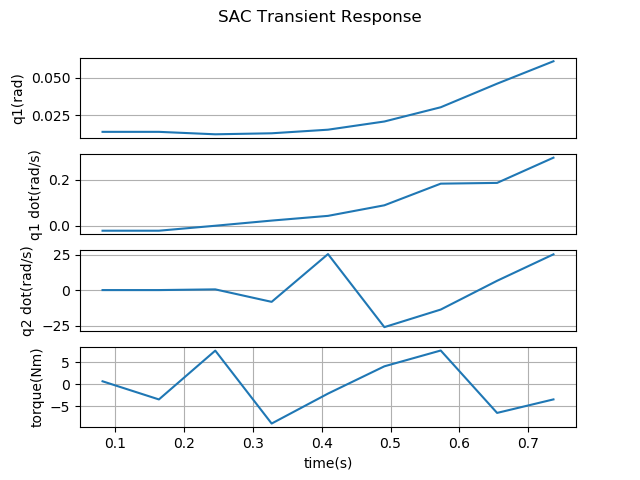 SAC Transient Response
q1(rad)
0.050
0.025
q1 dot(rad/s)
0.2
0.0
q2 dot(rad/s)
25
0
−25
torque(Nm)
5
0
−5
0.1 0.2 0.3 0.4 0.5 0.6 0.7
time(s)